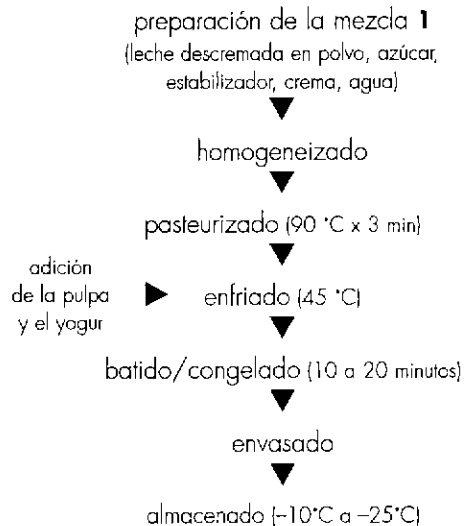 preparación de la mezcla 1
(leche descremada en polvo, azúcar,
estabilizador, crema, agua)
homogeneizado
pasteurizado (90 °C x 3 min)
adición
de la pulpa
y el yogur
enfriado (45 °C)
batido/congelado (10 a 20 minutos)
envasado
almacenado (–10°C a –25°C)